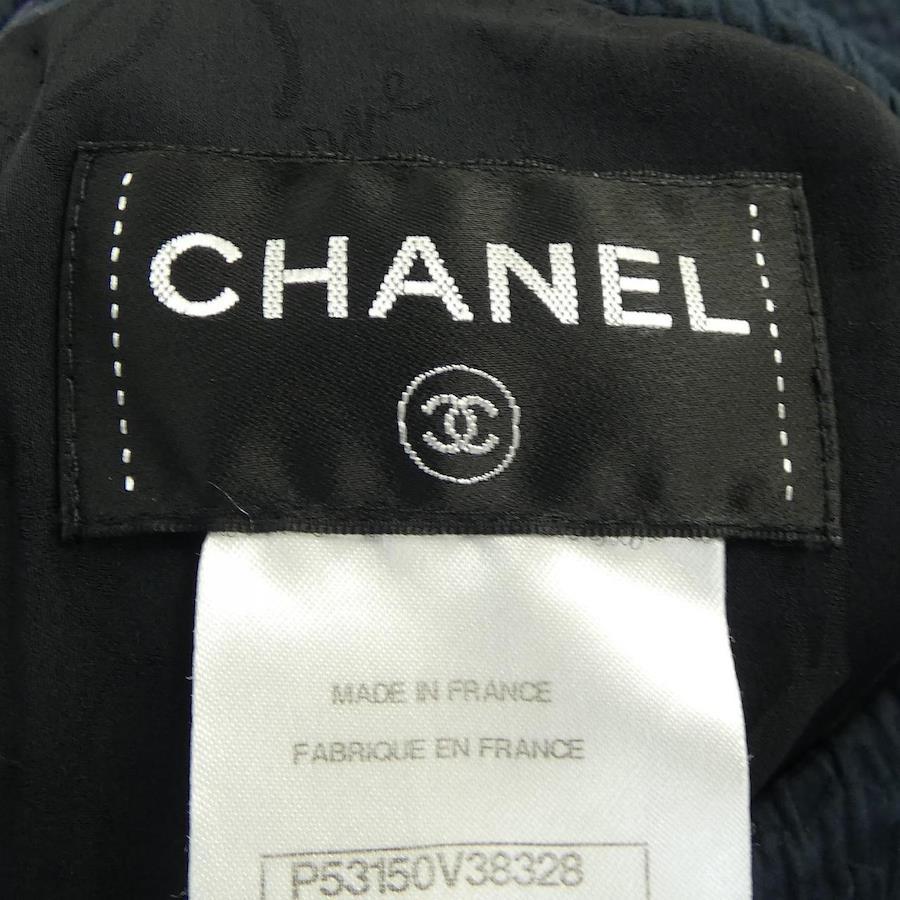 CHANEL
MADE IN FRANCE
FABRIQUE EN FRANCE
P53150V38328